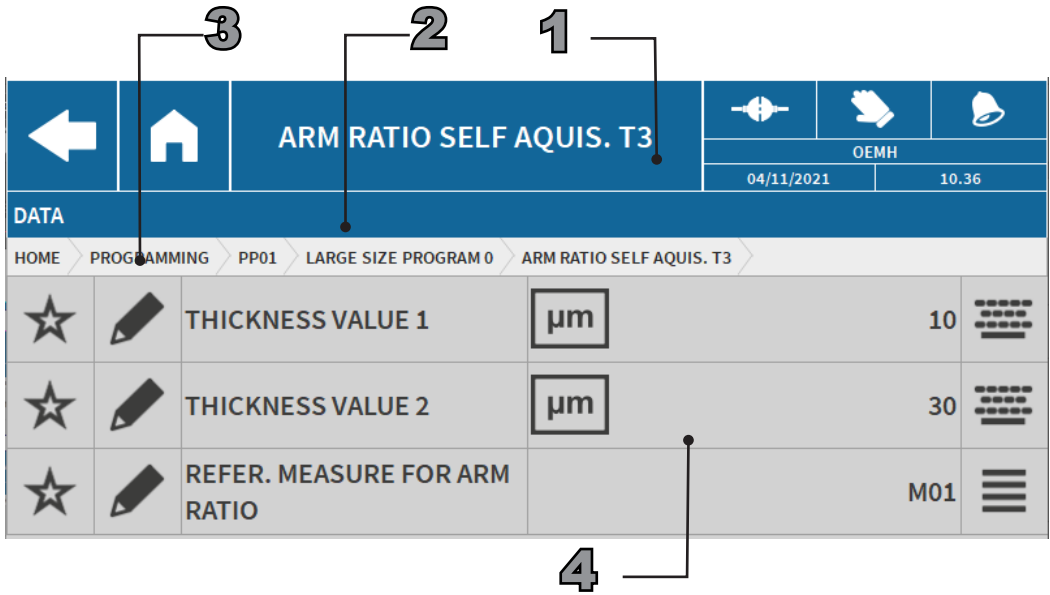 3 2 1
ARM RATIO SELF AQUIS. T3
OEMH
04/11/2021 10.36
DATA
HOME PROGRAMMING PP01 LARGE SIZE PROGRAM 0 ARM RATIO SELF AQUIS. T3
THICKNESS VALUE 1 µm 10
THICKNESS VALUE 2 µm 30
REFER. MEASURE FOR ARM
RATIO
M01
4